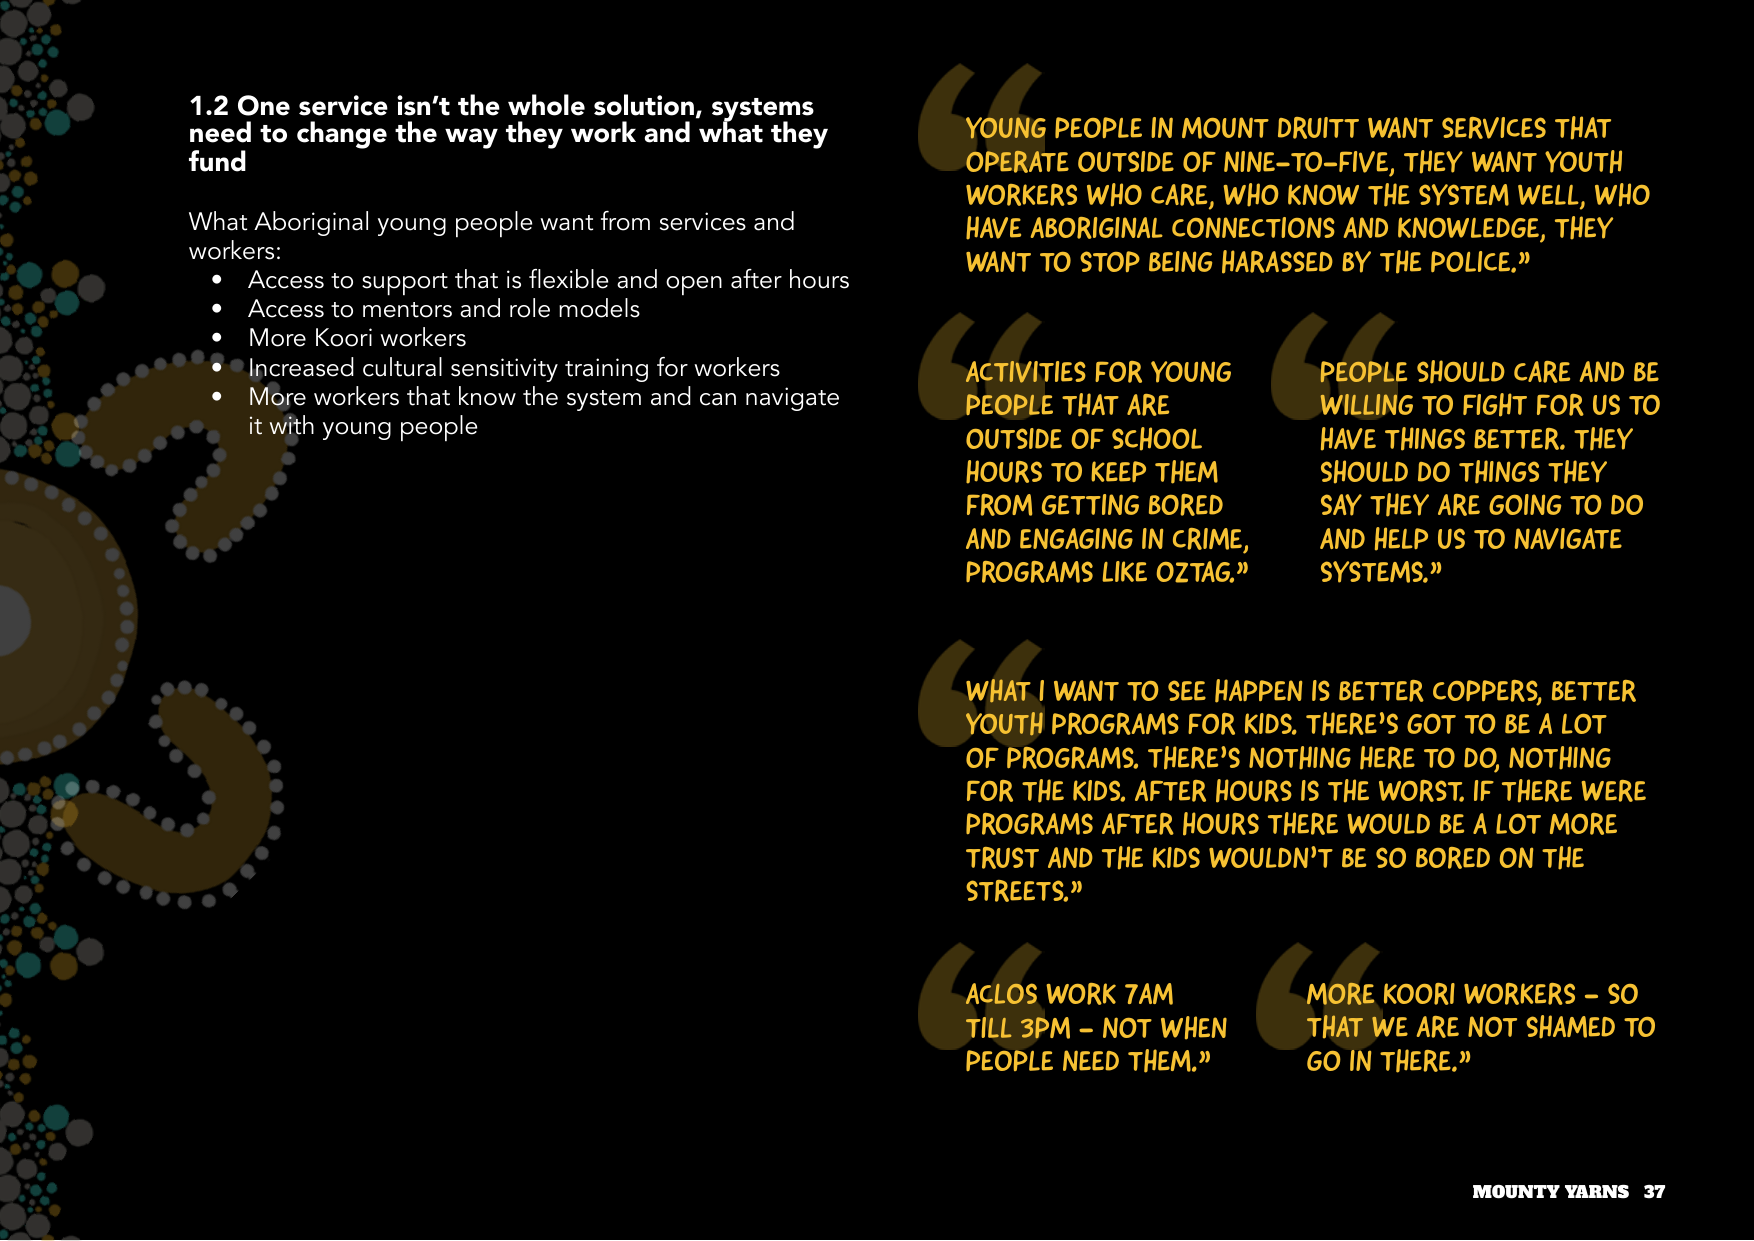 1.2 One service isn’t the whole solution, systems
need to change the way they work and what they
fund
What Aboriginal young people want from services and
workers:
• Access to support that is flexible and open after hours
• Access to mentors and role models
• More Koori workers
• Increased cultural sensitivity training for workers
• More workers that know the system and can navigate
it with young people
“
YOUNG PEOPLE IN MOUNT DRUITT WANT SERVICES THAT
OPERATE OUTSIDE OF NINE-TO-FIVE, THEY WANT YOUTH
WORKERS WHO CARE, WHO KNOW THE SYSTEM WELL, WHO
HAVE ABORIGINAL CONNECTIONS AND KNOWLEDGE, THEY
WANT TO STOP BEING HARASSED BY THE POLICE.”
“
ACTIVITIES FOR YOUNG
PEOPLE THAT ARE
OUTSIDE OF SCHOOL
HOURS TO KEEP THEM
FROM GETTING BORED
AND ENGAGING IN CRIME,
PROGRAMS LIKE OZTAG.”
“
PEOPLE SHOULD CARE AND BE
WILLING TO FIGHT FOR US TO
HAVE THINGS BETTER. THEY
SHOULD DO THINGS THEY
SAY THEY ARE GOING TO DO
AND HELP US TO NAVIGATE
SYSTEMS.”
“
WHAT I WANT TO SEE HAPPEN IS BETTER COPPERS, BETTER
YOUTH PROGRAMS FOR KIDS. THERE’S GOT TO BE A LOT
OF PROGRAMS. THERE’S NOTHING HERE TO DO, NOTHING
FOR THE KIDS. AFTER HOURS IS THE WORST. IF THERE WERE
PROGRAMS AFTER HOURS THERE WOULD BE A LOT MORE
TRUST AND THE KIDS WOULDN’T BE SO BORED ON THE
STREETS.”
“
ACLOS WORK 7AM
TILL 3PM – NOT WHEN
PEOPLE NEED THEM.”
“
MORE KOORI WORKERS – SO
THAT WE ARE NOT SHAMED TO
GO IN THERE.”
MOUNTY YARNS 37